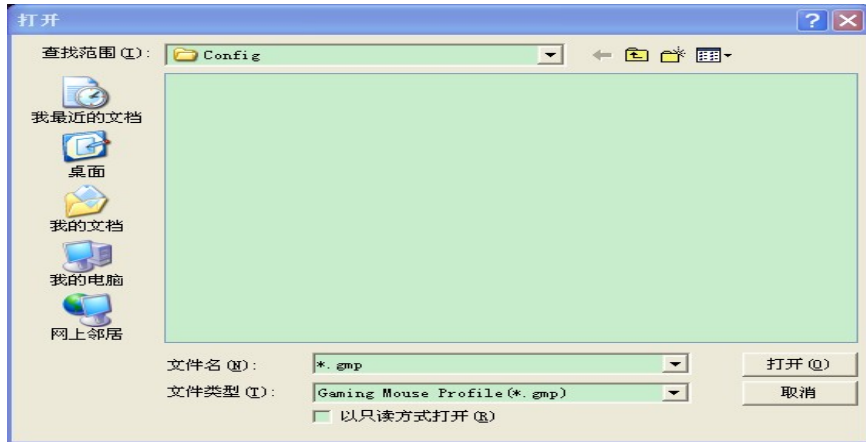 打开
查找范围(I):
Config
我最近的文档
桌面
我的文档
我的电脑
网上邻居
文件名(N):
*.gmp
打开(O)
文件类型(T):
Gaming Mouse Profile(*.gmp)
取消
以只读方式打开(R)